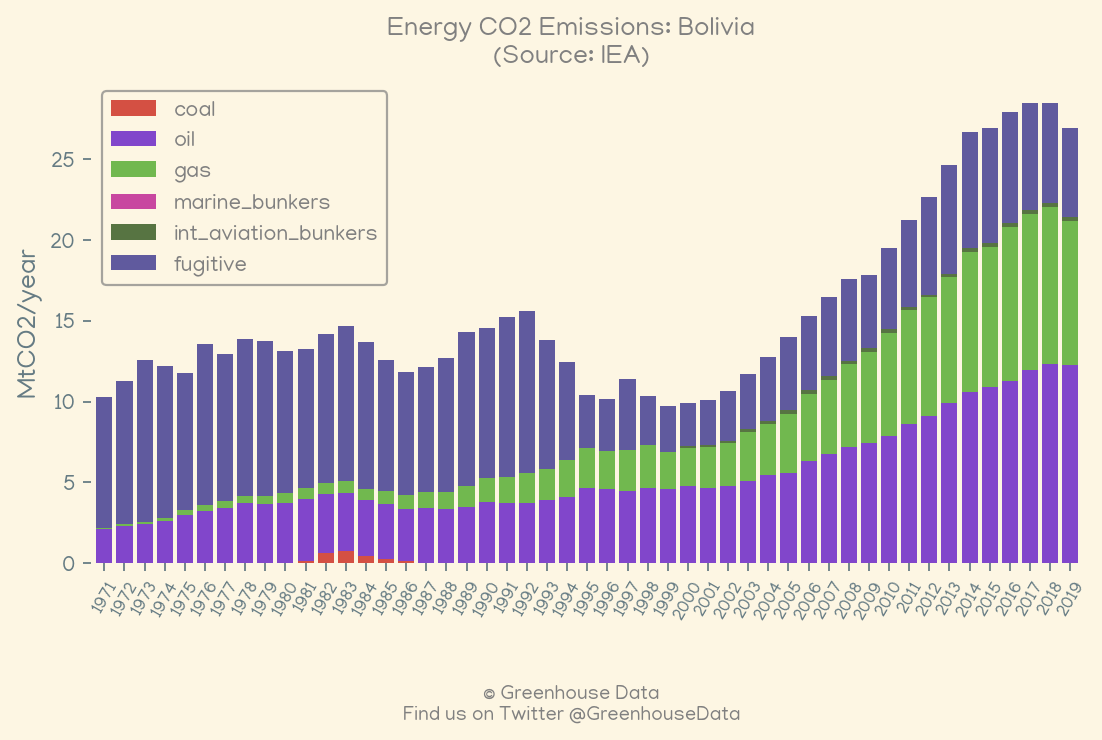 Energy CO2 Emissions: Bolivia
(Source: IEA)
coal
oil
gas
marine_bunkers
int_aviation_bunkers
fugitive
MtCO2/year
25
20
15
10
5
0
1971 1972 1973 1974 1975 1976 1977 1978 1979 1980 1981 1982 1983 1984 1985 1986 1987 1988 1989 1990 1991 1992 1993 1994 1995 1996 1997 1998 1999 2000 2001 2002 2003 2004 2005 2006 2007 2008 2009 2010 2011 2012 2013 2014 2015 2016 2017 2018 2019
© Greenhouse Data
Find us on Twitter @GreenhouseData